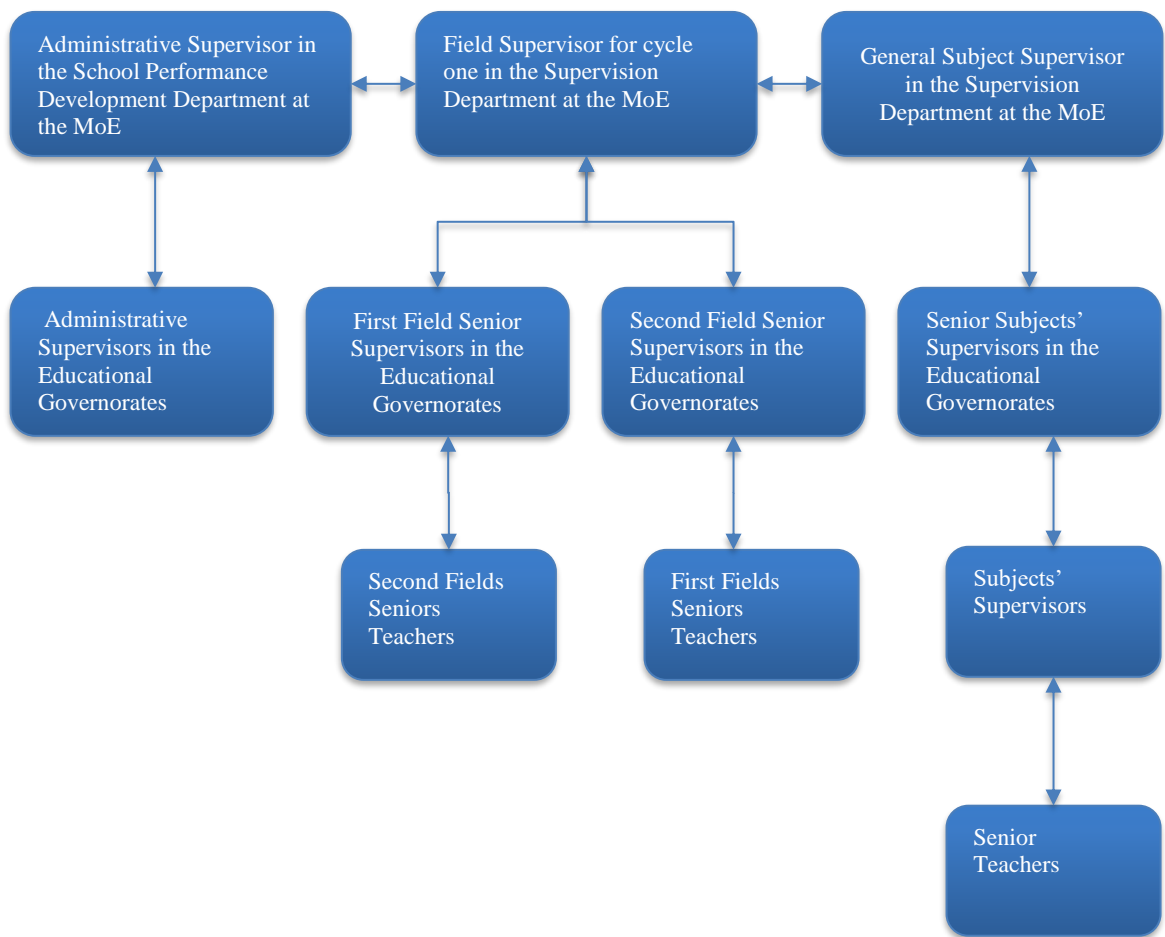 Administrative Supervisor in
the School Performance
Development Department at
the MoE
Field Supervisor for cycle
one in the Supervision
Department at the MoE
General Subject Supervisor
in the Supervision
Department at the MoE
Administrative
Supervisors in the
Educational
Governorates
First Field Senior
Supervisors in the
Educational
Governorates
Second Field Senior
Supervisors in the
Educational
Governorates
Senior Subjects’
Supervisors in the
Educational
Governorates
Second Fields
Seniors
Teachers
First Fields
Seniors
Teachers
Subjects’
Supervisors
Senior
Teachers